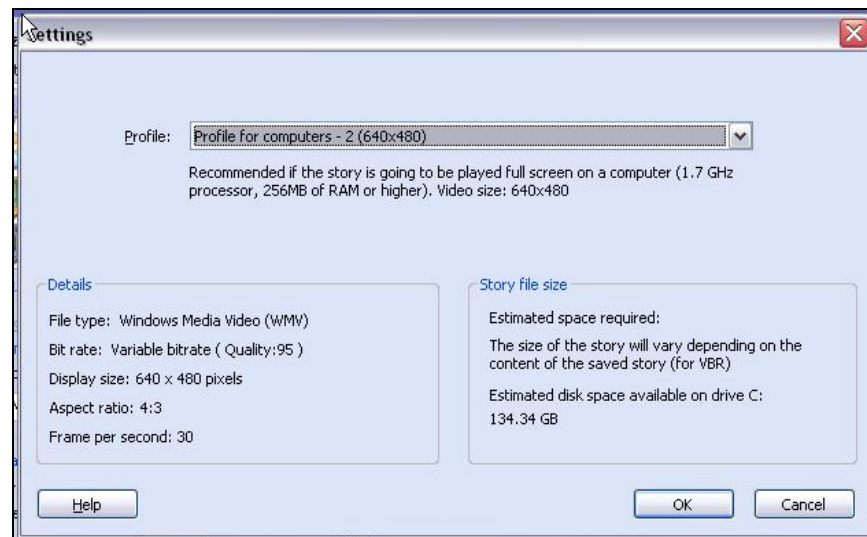 Settings
Profile: Profile for computers - 2 (640x480)
Recommended if the story is going to be played full screen on a computer (1.7 GHz
processor, 256MB of RAM or higher). Video size: 640x480
Details
File type: Windows Media Video (WMV)
Bit rate: Variable bitrate ( Quality:95 )
Display size: 640 x 480 pixels
Aspect ratio: 4:3
Frame per second: 30
Story file size
Estimated space required:
The size of the story will vary depending on the
content of the saved story (for VBR)
Estimated disk space available on drive C:
134.34 GB
Help
OK
Cancel